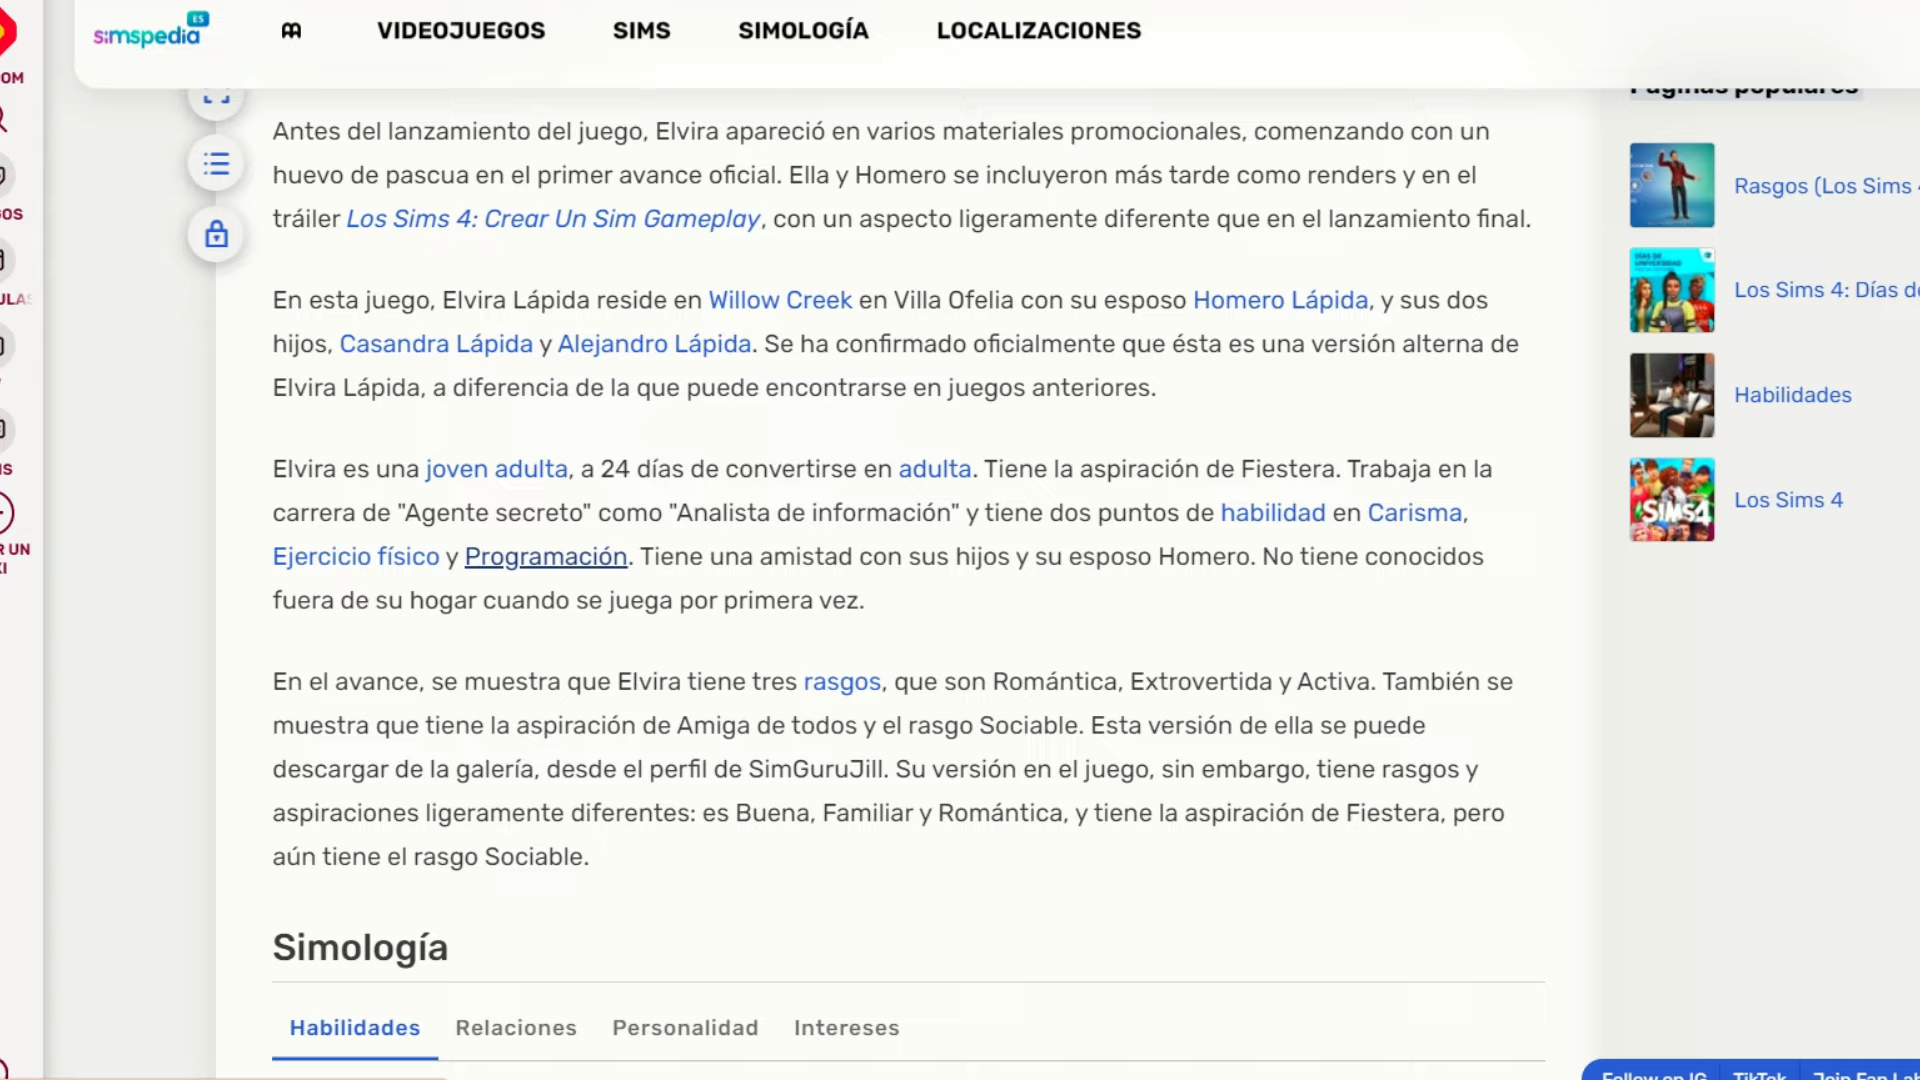 simspedia ES
VIDEOJUEGOS SIMS SIMOLOGÍA LOCALIZACIONES
Antes del lanzamiento del juego, Elvira apareció en varios materiales promocionales, comenzando con un
huevo de pascua en el primer avance oficial. Ella y Homero se incluyeron más tarde como renders y en el
tráiler Los Sims 4: Crear Un Sim Gameplay, con un aspecto ligeramente diferente que en el lanzamiento final.
En esta juego, Elvira Lápida reside en Willow Creek en Villa Ofelia con su esposo Homero Lápida, y sus dos
hijos, Casandra Lápida y Alejandro Lápida. Se ha confirmado oficialmente que ésta es una versión alterna de
Elvira Lápida, a diferencia de la que puede encontrarse en juegos anteriores.
Elvira es una joven adulta, a 24 días de convertirse en adulta. Tiene la aspiración de Fiestera. Trabaja en la
carrera de "Agente secreto" como "Analista de información" y tiene dos puntos de habilidad en Carisma,
Ejercicio físico y Programación. Tiene una amistad con sus hijos y su esposo Homero. No tiene conocidos
fuera de su hogar cuando se juega por primera vez.
En el avance, se muestra que Elvira tiene tres rasgos, que son Romántica, Extrovertida y Activa. También se
muestra que tiene la aspiración de Amiga de todos y el rasgo Sociable. Esta versión de ella se puede
descargar de la galería, desde el perfil de SimGuruJill. Su versión en el juego, sin embargo, tiene rasgos y
aspiraciones ligeramente diferentes: es Buena, Familiar y Romántica, y tiene la aspiración de Fiestera, pero
aún tiene el rasgo Sociable.
Simología
Habilidades Relaciones Personalidad Intereses
Páginas populares
Rasgos (Los Sims
Los Sims 4: Días de
Habilidades
Los Sims 4
SIMS4
Follow on IG TikTok Join Fan Lab